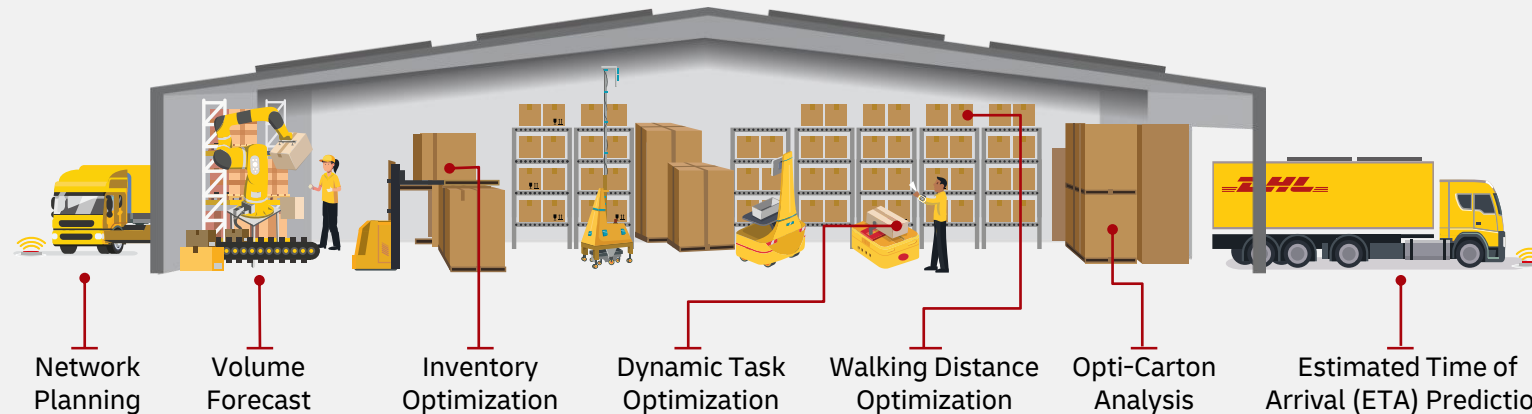 DHL
Network
Planning
Volume
Forecast
Inventory
Optimization
Dynamic Task
Optimization
Walking Distance
Optimization
Opti-Carton
Analysis
Estimated Time of
Arrival (ETA) Predictio